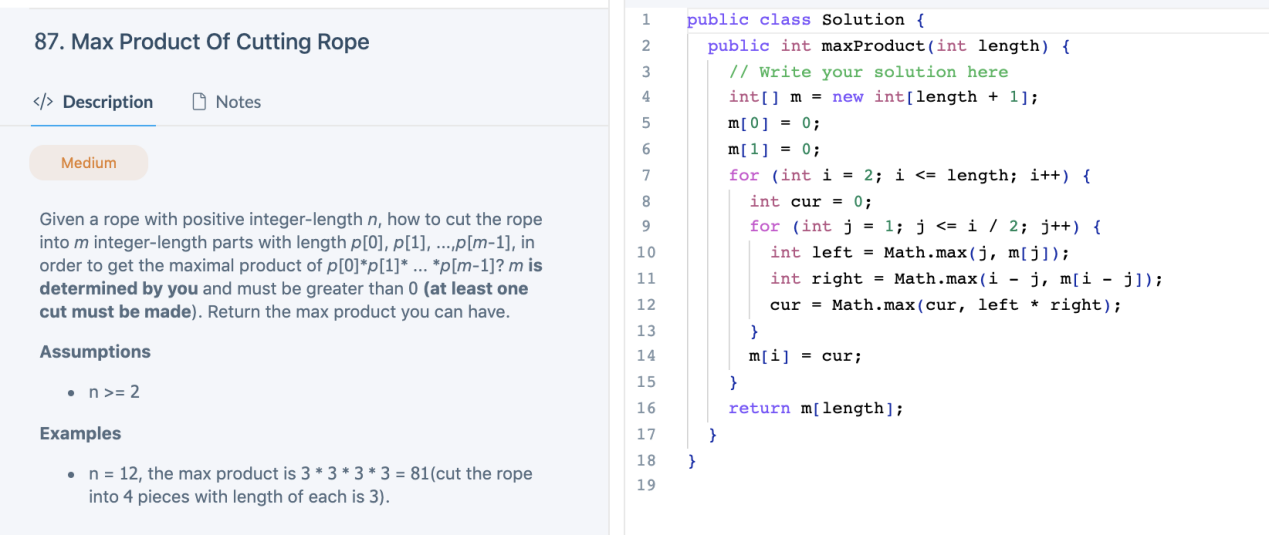 87. Max Product Of Cutting Rope
</> Description
Notes
Medium
Given a rope with positive integer-length n, how to cut the rope
into m integer-length parts with length p[0], p[1], ...,p[m-1], in
order to get the maximal product of p[0]*p[1]* ... *p[m-1]? m is
determined by you and must be greater than 0 (at least one
cut must be made). Return the max product you can have.
Assumptions
• n >= 2
Examples
• n = 12, the max product is 3 * 3 * 3 * 3 = 81(cut the rope
into 4 pieces with length of each is 3).
1 public class Solution {
2 public int maxProduct(int length) {
3 // Write your solution here
4 int[] m = new int[length + 1];
5 m[0] = 0;
6 m[1] = 0;
7 for (int i = 2; i <= length; i++) {
8 int cur = 0;
9 for (int j = 1; j <= i / 2; j++) {
10 int left = Math.max(j, m[j]);
11 int right = Math.max(i - j, m[i - j]);
12 cur = Math.max(cur, left * right);
13 }
14 m[i] = cur;
15 }
16 return m[length];
17 }
18 }
19